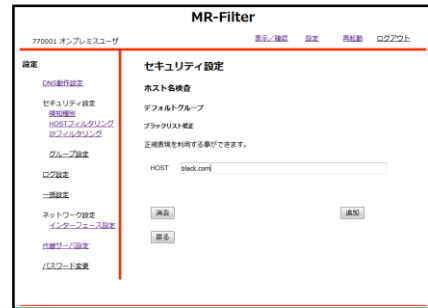 MR-Filter
770001 オンプレミスユーザ
表示／確認 設定 再起動 ログアウト
設定
DNS動作設定
セキュリティ設定
検知種別
HOSTフィルタリング
IPフィルタリング
グループ設定
ログ設定
一括設定
ネットワーク設定
インターフェース設定
代替サーバ設定
パスワード変更
セキュリティ設定
ホスト名検査
デフォルトグループ
ブラックリスト修正
正規表現を利用する事ができます。
HOST black.com
消去 追加
戻る